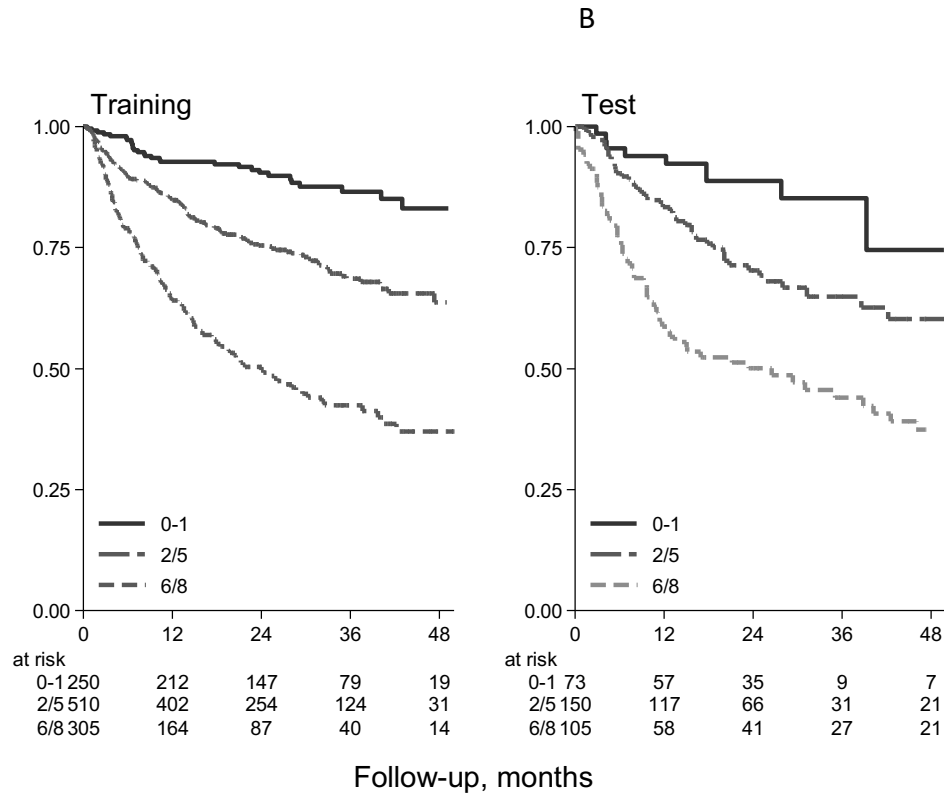 B
Training
1.00
0.75
0.50
0.25
0.00
0-1
2/5
6/8
0 12 24 36 48
at risk
0-1 250 212 147 79 19
2/5 510 402 254 124 31
6/8 305 164 87 40 14
Test
1.00
0.75
0.50
0.25
0.00
0-1
2/5
6/8
0 12 24 36 48
at risk
0-1 73 57 35 9 7
2/5 150 117 66 31 21
6/8 105 58 41 27 21
Follow-up, months